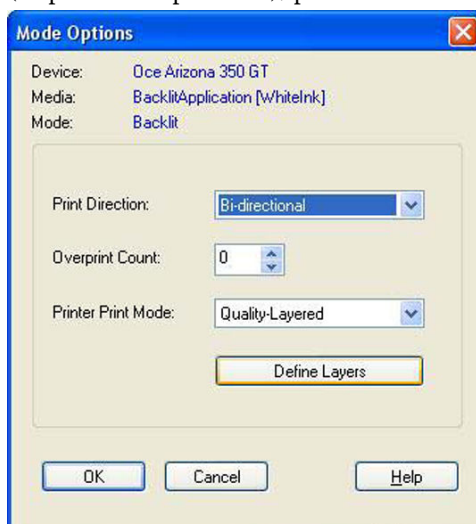 Mode Options
Device: Oce Arizona 350 GT
Media: BacklitApplication [WhiteInk]
Mode: Backlit
Print Direction: Bi-directional
Overprint Count: 0
Printer Print Mode: Quality-Layered
Define Layers
OK Cancel Help